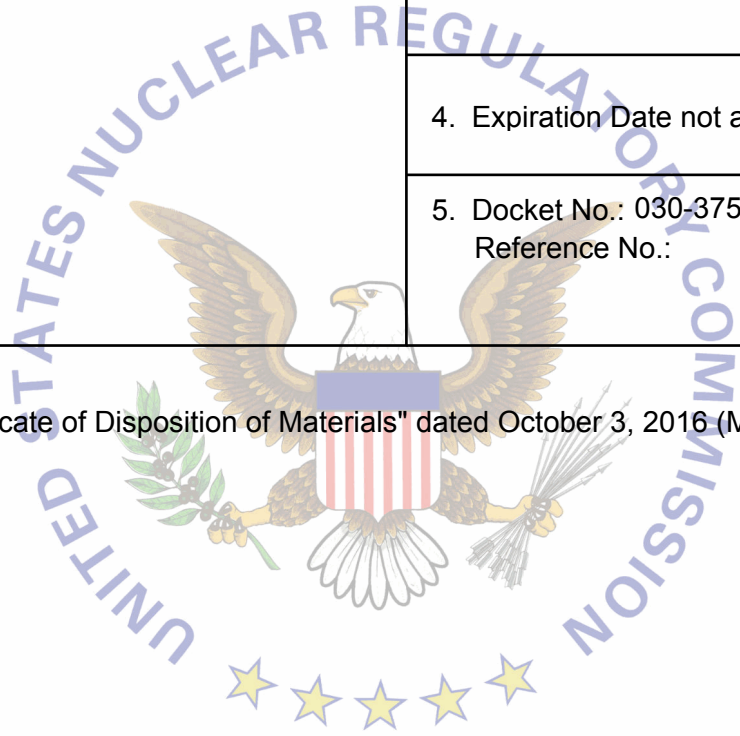 UNITED STATES NUCLEAR REGULATORY COMMISSION
4. Expiration Date not a
5. Docket No.: 030-375
Reference No.:
cate of Disposition of Materials" dated October 3, 2016 (M